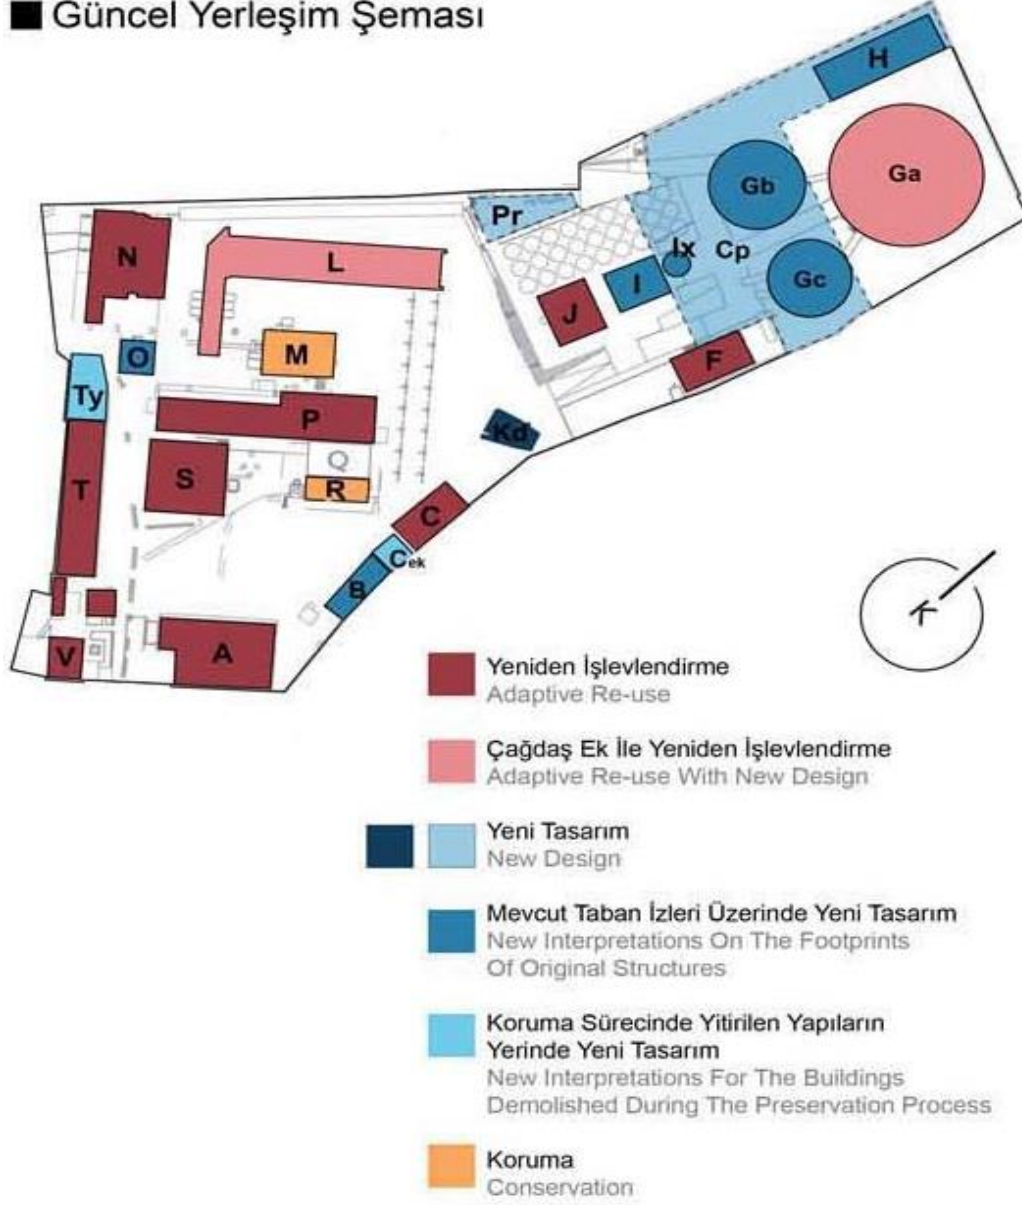 Güncel Yerleşim Şeması
H
Ga
Gb
Pr
Ix
Cp
Gc
N
L
I
J
O
M
F
Ty
P
Kd
Q
T
S
R
C
Cek
B
V
A
K
Yeniden İşlevlendirme
Adaptive Re-use
Çağdaş Ek İle Yeniden İşlevlendirme
Adaptive Re-use With New Design
Yeni Tasarım
New Design
Mevcut Taban İzleri Üzerinde Yeni Tasarım
New Interpretations On The Footprints
Of Original Structures
Koruma Sürecinde Yitirilen Yapıların
Yerinde Yeni Tasarım
New Interpretations For The Buildings
Demolished During The Preservation Process
Koruma
Conservation